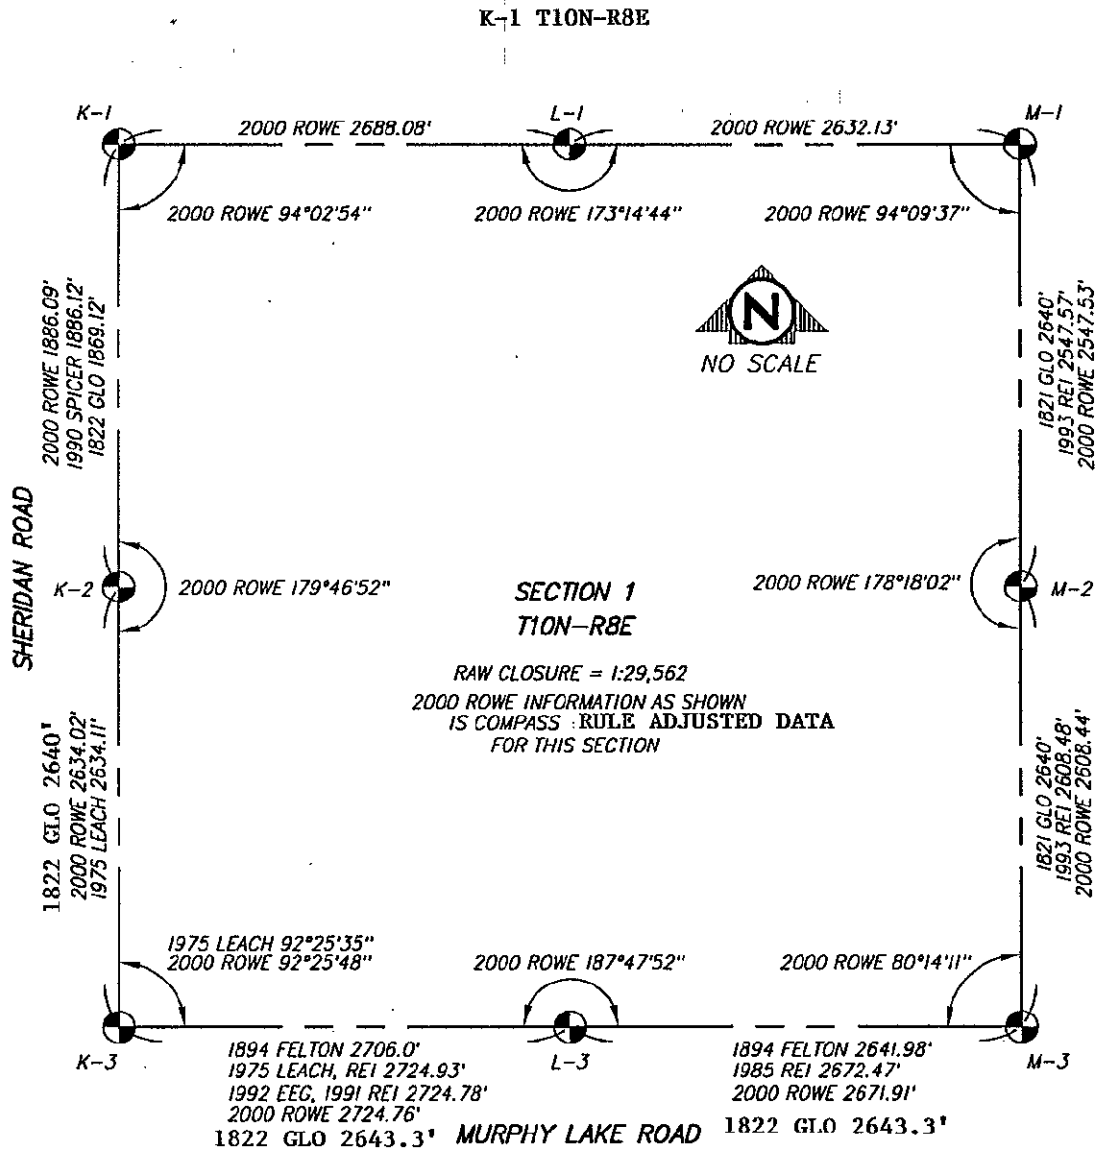 K-1 T10N-R8E
K-1
L-1
M-1
2000 ROWE 2688.08'
2000 ROWE 2632.13'
2000 ROWE 94°02'54"
2000 ROWE 173°14'44"
2000 ROWE 94°09'37"
N
NO SCALE
2000 ROWE 1886.09'
1990 SPICER 1886.12'
1822 GLO 1869.12'
1821 GLO 2640'
1993 REI 2547.57'
2000 ROWE 2547.53'
SHERIDAN ROAD
K-2
2000 ROWE 179°46'52"
SECTION 1
T10N-R8E
2000 ROWE 178°18'02"
M-2
RAW CLOSURE = 1:29,562
2000 ROWE INFORMATION AS SHOWN
IS COMPASS RULE ADJUSTED DATA
FOR THIS SECTION
1822 GLO 2640'
2000 ROWE 2634.02'
1975 LEACH 2634.11'
1821 GLO 2640'
1993 REI 2608.48'
2000 ROWE 2608.44'
1975 LEACH 92°25'35"
2000 ROWE 92°25'48"
2000 ROWE 187°47'52"
2000 ROWE 80°14'11"
K-3
L-3
M-3
1894 FELTON 2706.0'
1975 LEACH, REI 2724.93'
1992 EEG, 1991 REI 2724.78'
2000 ROWE 2724.76'
1822 GLO 2643.3'
MURPHY LAKE ROAD
1894 FELTON 2641.98'
1985 REI 2672.47'
2000 ROWE 2671.91'
1822 GLO 2643.3'